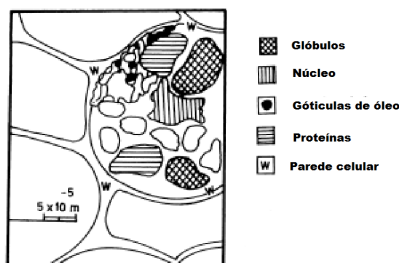 W
W
W
W
-5
5 x 10 m
Glóbulos
Núcleo
Góticulas de óleo
Proteínas
W Parede celular